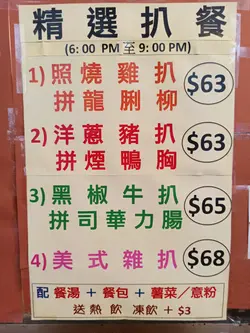 精選扒餐
(6:00 PM至9:00 PM)
1) 照燒雞扒
拼龍脷柳
$63
2) 洋蔥豬扒
拼煙鴨胸
$63
3) 黑椒牛扒
拼司華力腸
$65
4) 美式雜扒
$68
配 餐湯 + 餐包 + 薯菜/意粉
送熱飲 凍飲 + $3